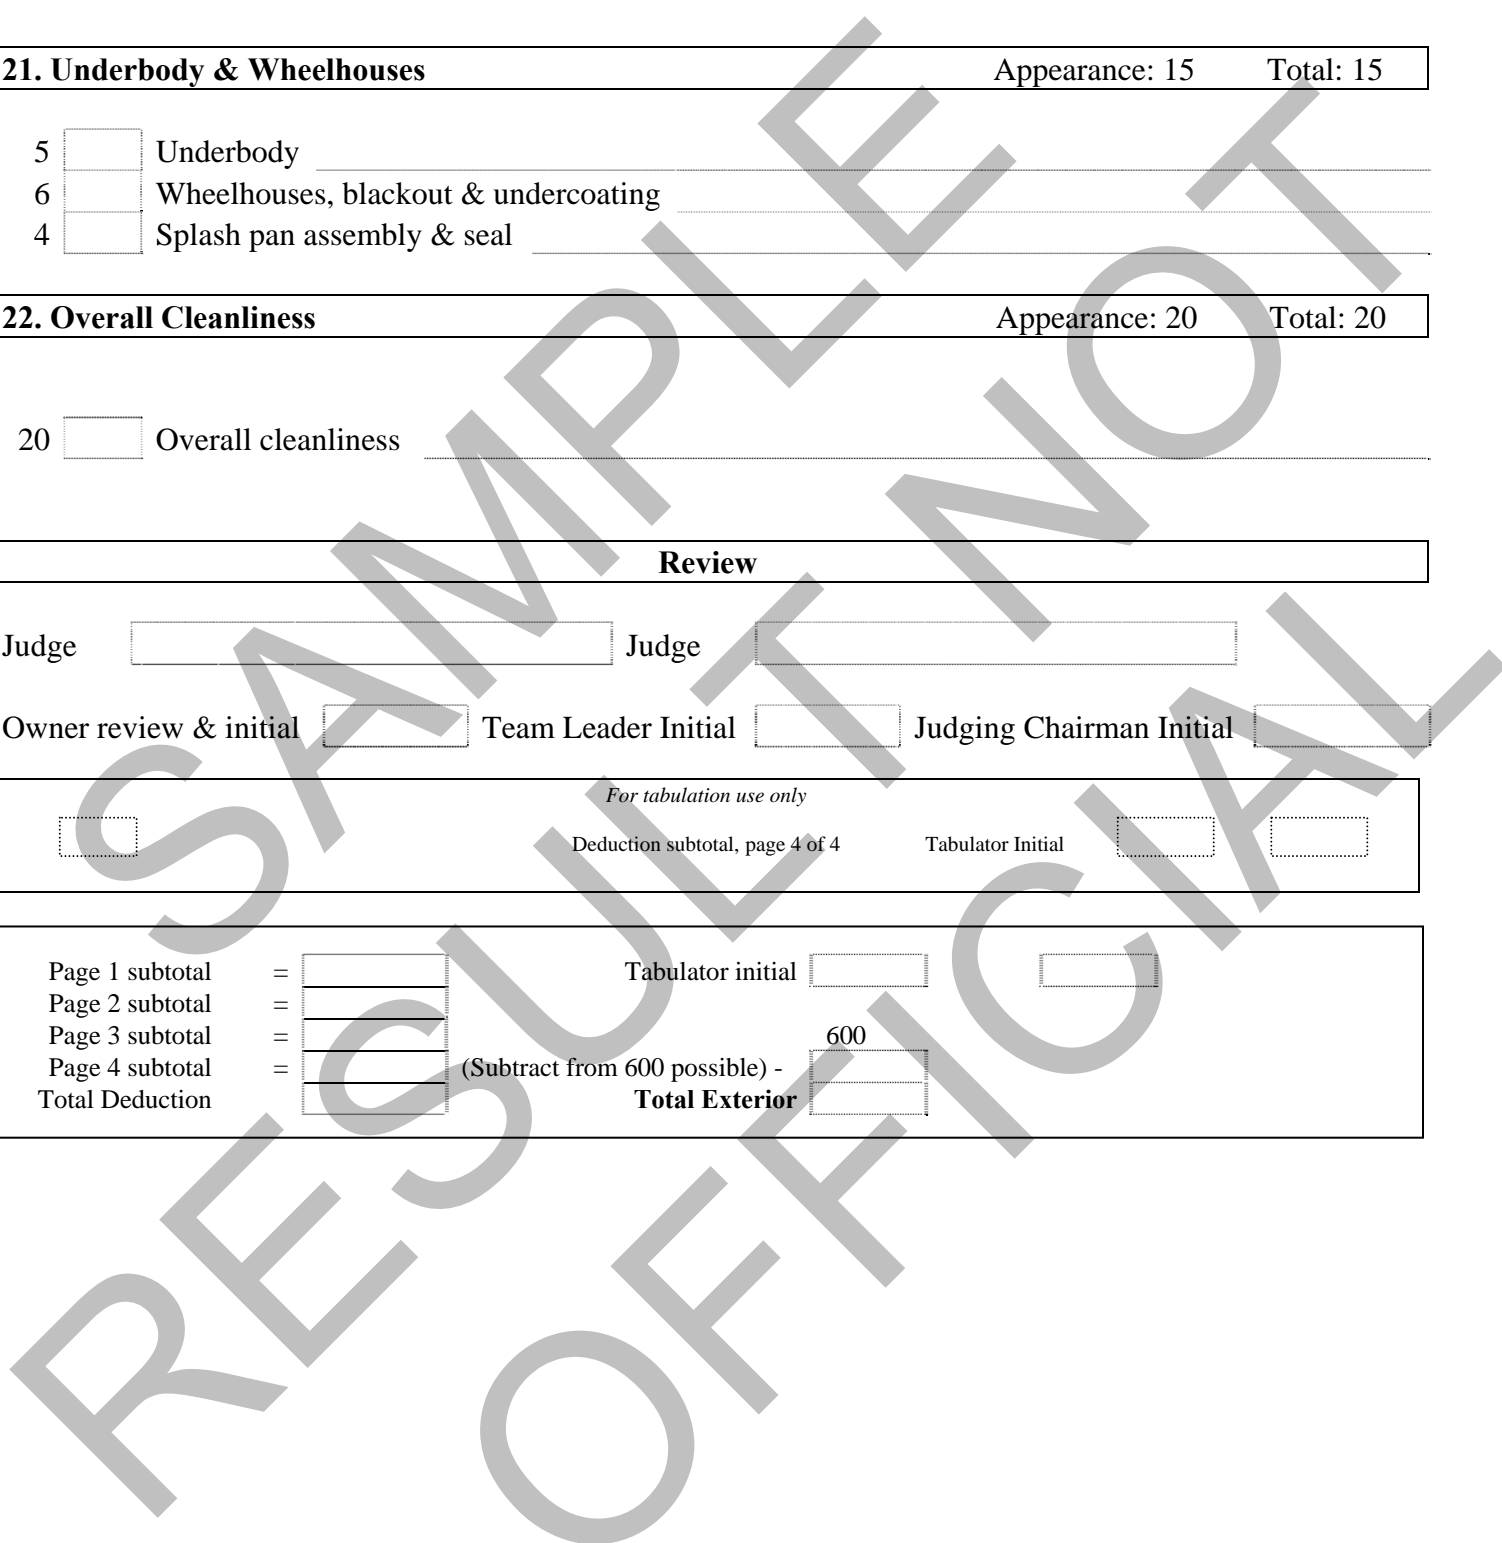 21. Underbody & Wheelhouses Appearance: 15 Total: 15
5 Underbody
6 Wheelhouses, blackout & undercoating
4 Splash pan assembly & seal
22. Overall Cleanliness Appearance: 20 Total: 20
20 Overall cleanliness
Review
Judge Judge
Owner review & initial Team Leader Initial Judging Chairman Initial
For tabulation use only
Deduction subtotal, page 4 of 4 Tabulator Initial
Page 1 subtotal = Tabulator initial
Page 2 subtotal =
Page 3 subtotal = 600
Page 4 subtotal = (Subtract from 600 possible) -
Total Deduction Total Exterior
SAMPLE
RESULT NOT
OFFICIAL